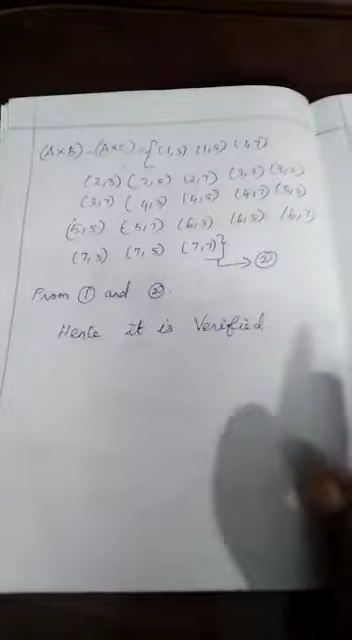 (A×B) - (A×C) = { (1,3) (1,5) (1,7)
(2,3) (2,5) (2,7) (3,3) (3,5)
(3,7) (4,3) (4,5) (4,7) (5,3)
(5,5) (5,7) (6,3) (6,5) (6,7)
(7,3) (7,5) (7,7)} → ②
From ① and ②.
Hence it is Verified